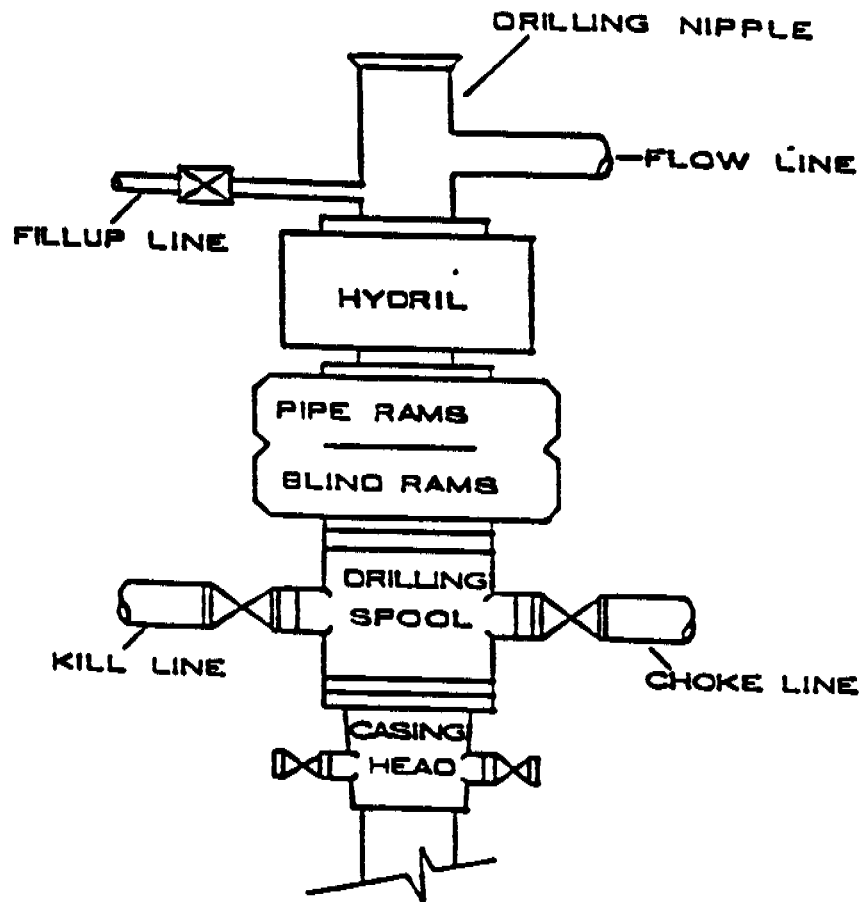 DRILLING NIPPLE
FLOW LINE
FILLUP LINE
HYDRIL
PIPE RAMS
BLIND RAMS
DRILLING
SPOOL
KILL LINE
CHOKE LINE
CASING
HEAD